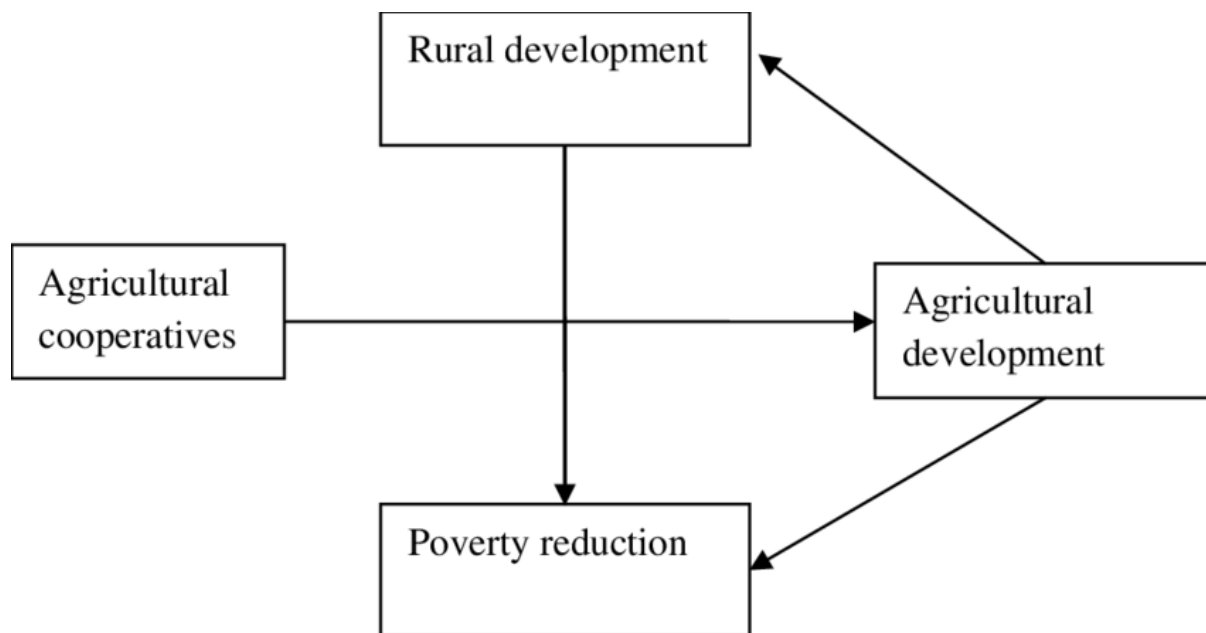 Rural development
Agricultural
cooperatives
Agricultural
development
Poverty reduction